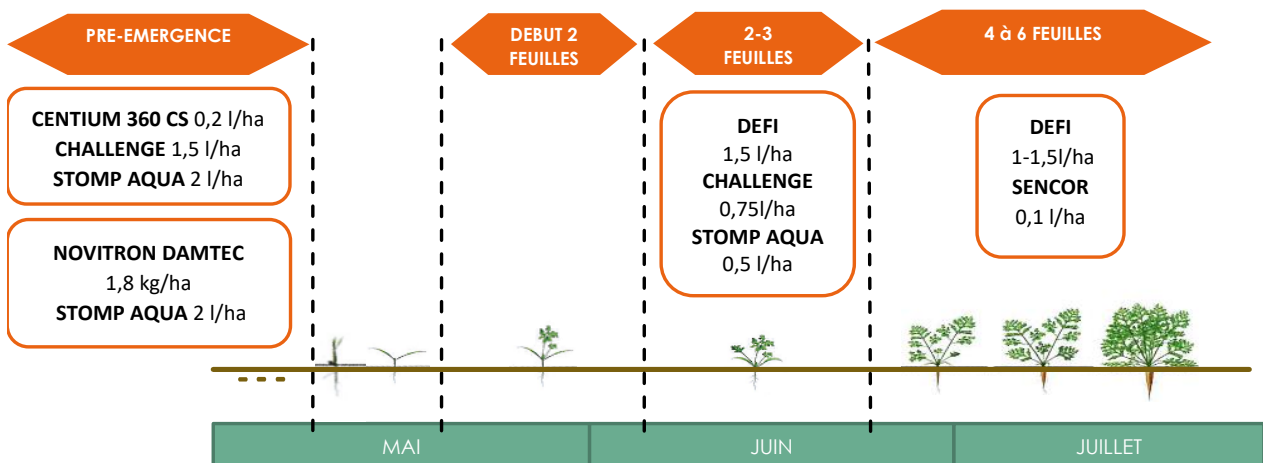 PRE-EMERGENCE
DEBUT 2
FEUILLES
2-3
FEUILLES
4 à 6 FEUILLES
CENTIUM 360 CS 0,2 l/ha
CHALLENGE 1,5 l/ha
STOMP AQUA 2 l/ha
NOVITRON DAMTEC
1,8 kg/ha
STOMP AQUA 2 l/ha
DEFI
1,5 l/ha
CHALLENGE
0,75l/ha
STOMP AQUA
0,5 l/ha
DEFI
1-1,5l/ha
SENCOR
0,1 l/ha
MAI
JUIN
JUILLET